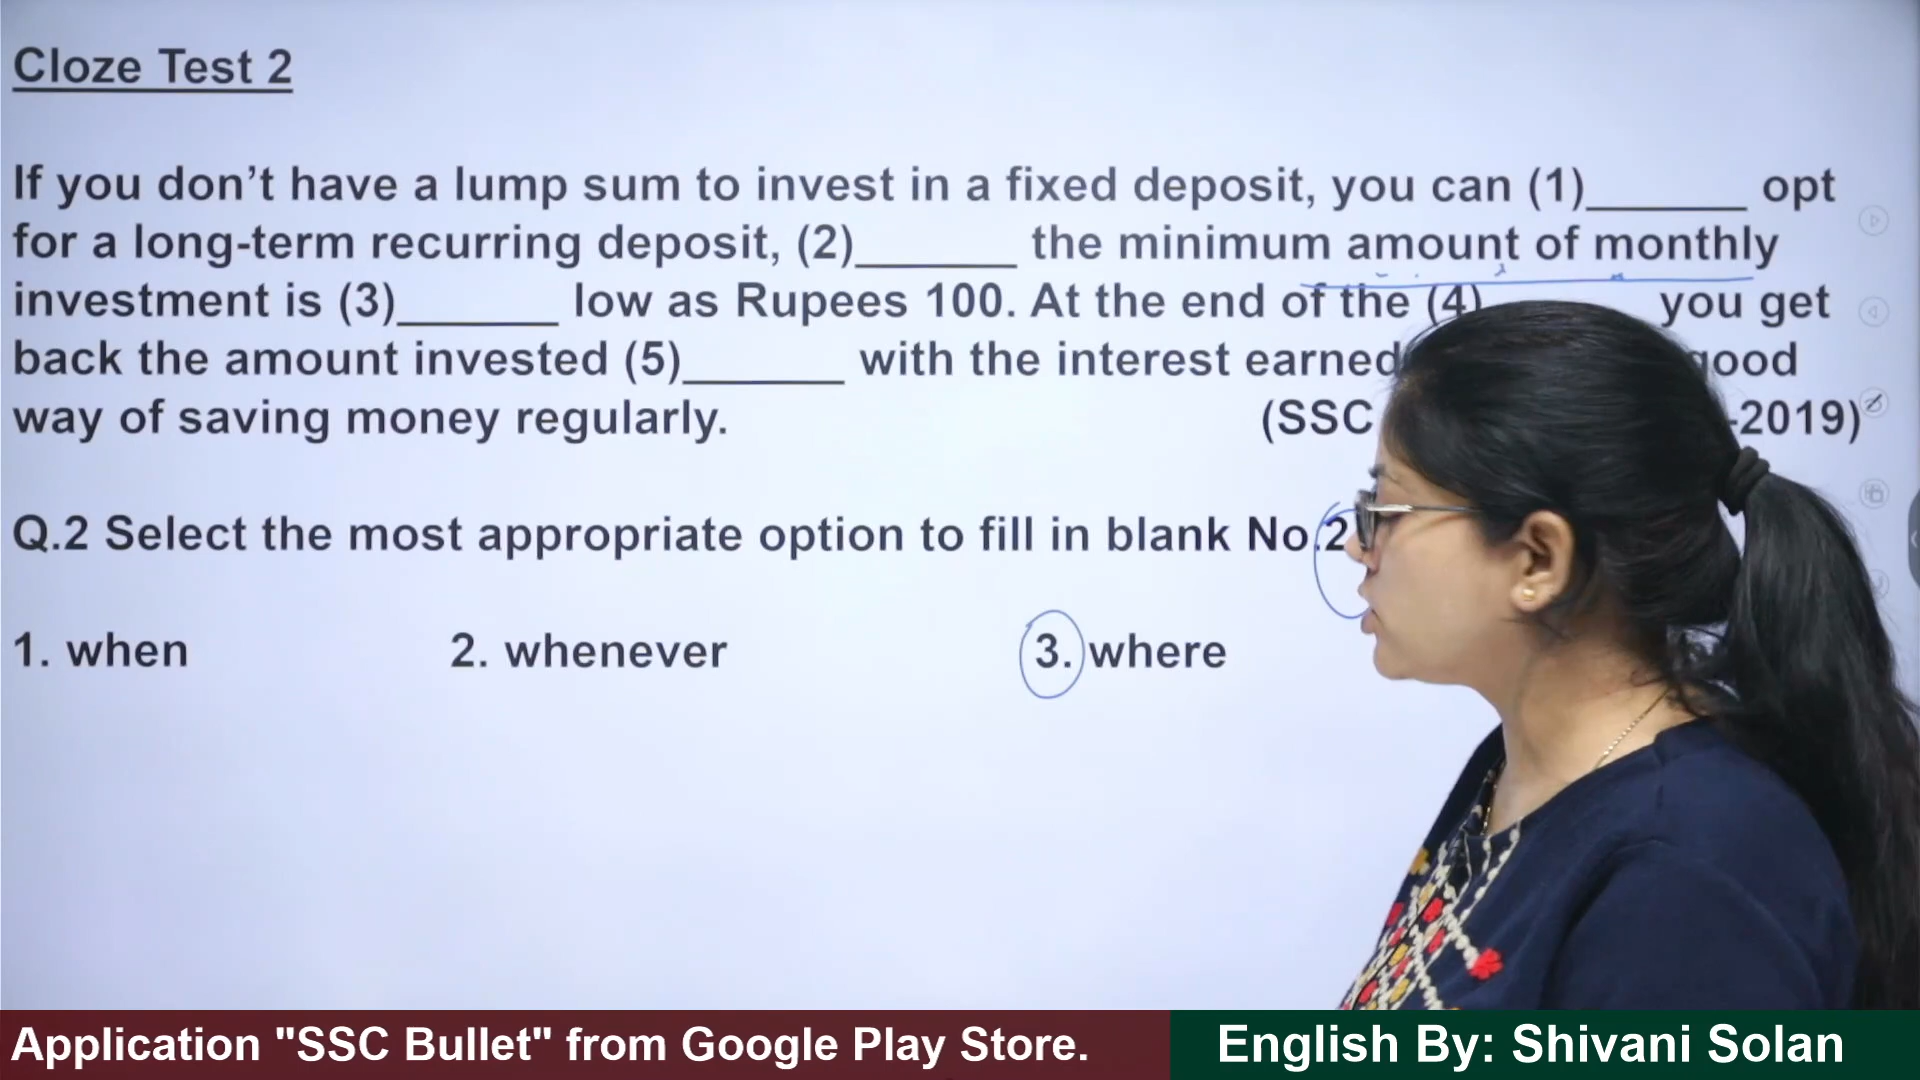 Cloze Test 2
If you don’t have a lump sum to invest in a fixed deposit, you can (1)_______ opt
for a long-term recurring deposit, (2)_______ the minimum amount of monthly
investment is (3)_______ low as Rupees 100. At the end of the (4) you get
back the amount invested (5)_______ with the interest earned good
way of saving money regularly. (SSC -2019)
Q.2 Select the most appropriate option to fill in blank No.2
1. when 2. whenever 3. where
Application "SSC Bullet" from Google Play Store. English By: Shivani Solan